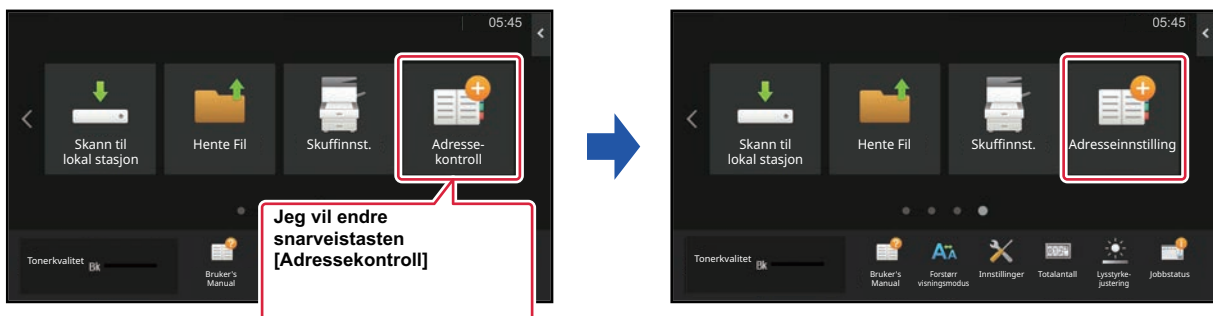 05:45
Skann til
lokal stasjon
Hente Fil
Skuffinnst.
Adresse-
kontroll
Jeg vil endre
snarveistasten
[Adressekontroll]
Tonerkvalitet
Bk
Bruker's
Manual
05:45
Skann til
lokal stasjon
Hente Fil
Skuffinnst.
Adresseinnstilling
Tonerkvalitet
Bk
Bruker's
Manual
Forstørr
visningsmodus
Innstillinger
Totalantall
Lysstyrke-
justering
Jobbstatus